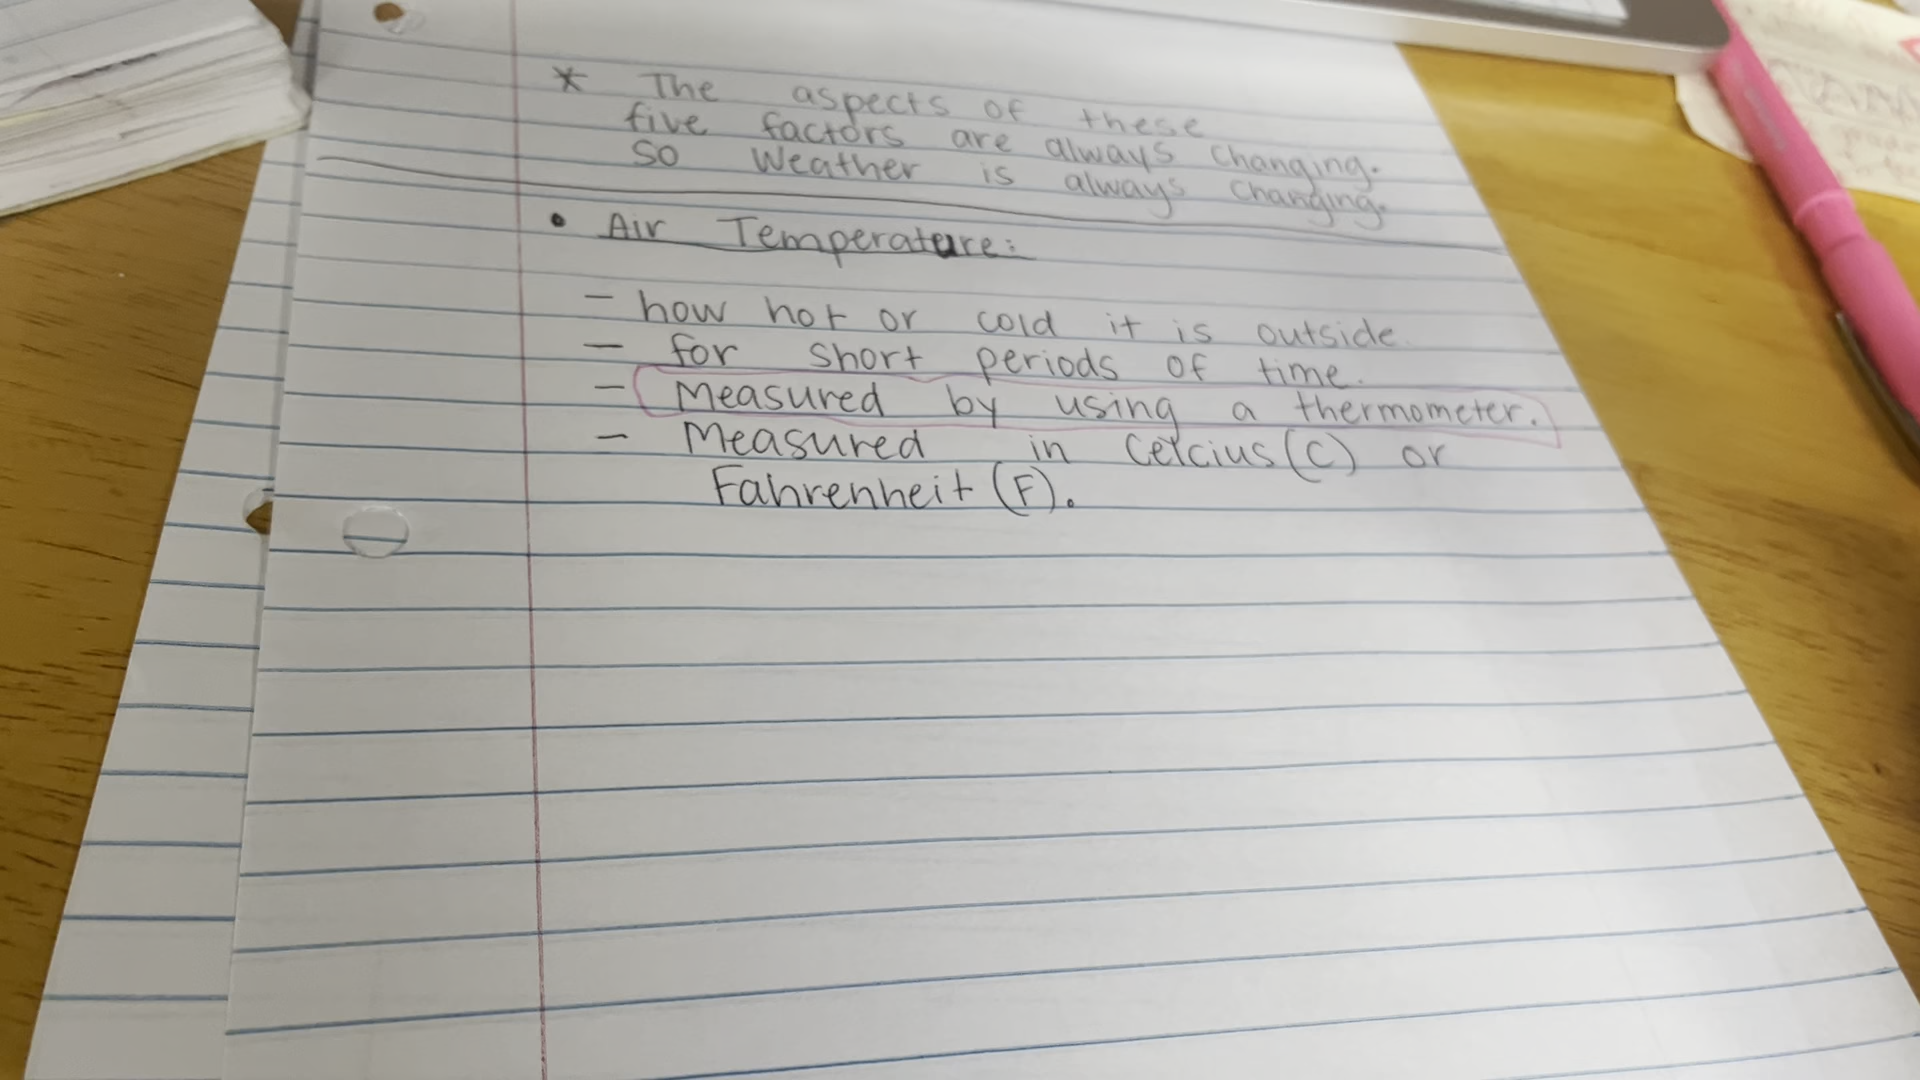 * The aspects of these
five factors are always changing.
So Weather is always changing.
• Air Temperature:
- how hot or cold it is outside.
- for short periods of time.
- Measured by using a thermometer.
- Measured in Celcius (C) or
Fahrenheit (F).